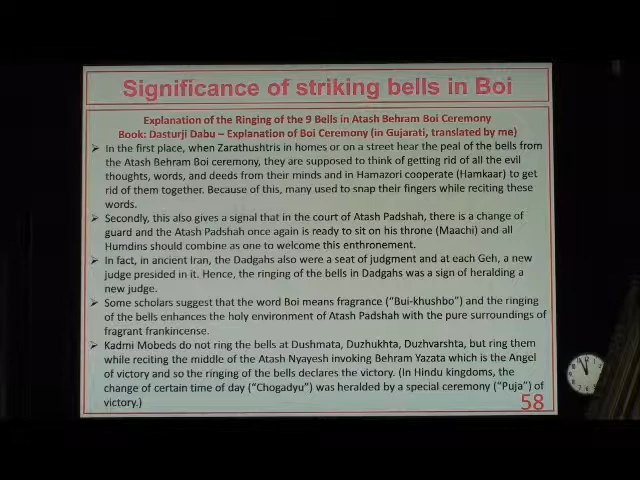 Significance of striking bells in Boi
Explanation of the Ringing of the 9 Bells in Atash Behram Boi Ceremony
Book: Dasturji Dabu – Explanation of Boi Ceremony (in Gujarati, translated by me)
➢ In the first place, when Zarathushtris in homes or on a street hear the peal of the bells from
the Atash Behram Boi ceremony, they are supposed to think of getting rid of all the evil
thoughts, words, and deeds from their minds and in Hamazori cooperate (Hamkaar) to get
rid of them together. Because of this, many used to snap their fingers while reciting these
words.
➢ Secondly, this also gives a signal that in the court of Atash Padshah, there is a change of
guard and the Atash Padshah once again is ready to sit on his throne (Maachi) and all
Humdins should combine as one to welcome this enthronement.
➢ In fact, in ancient Iran, the Dadgahs also were a seat of judgment and at each Geh, a new
judge presided in it. Hence, the ringing of the bells in Dadgahs was a sign of heralding a
new judge.
➢ Some scholars suggest that the word Boi means fragrance ("Bui-khushbo") and the ringing
of the bells enhances the holy environment of Atash Padshah with the pure surroundings of
fragrant frankincense.
➢ Kadmi Mobeds do not ring the bells at Dushmata, Duzhukhta, Duzhvarshta, but ring them
while reciting the middle of the Atash Nyayesh invoking Behram Yazata which is the Angel
of victory and so the ringing of the bells declares the victory. (In Hindu kingdoms, the
change of certain time of day ("Chogadyu") was heralded by a special ceremony ("Puja") of
victory.)
58